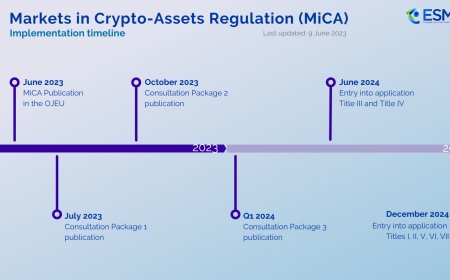 Markets in Crypto-Assets Regulation (MiCA)
ESM
Implementation timeline
Last updated: 9 June 2023
June 2023
MiCA Publication
in the OJEU
October 2023
Consultation Package 2
publication
June 2024
Entry into application
Title III and Title IV
2023
July 2023
Consultation Package 1
publication
Q1 2024
Consultation Package 3
publication
December 2024
Entry into application
Titles I, II, V, VI, VII